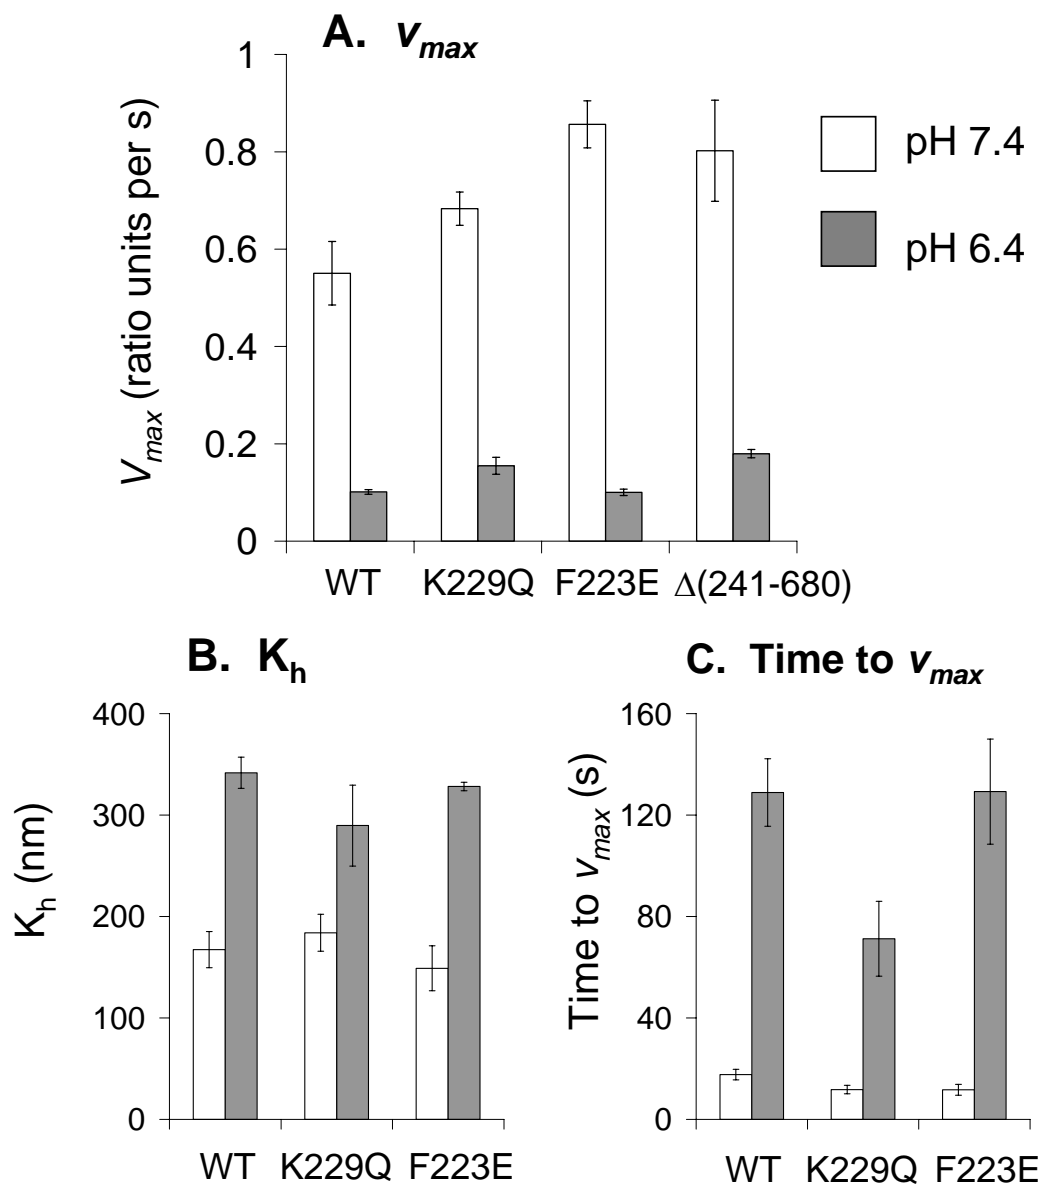 A. vmax
Vmax (ratio units per s)
1
0.8
0.6
0.4
0.2
0
WT K229Q F223E Δ(241-680)
pH 7.4
pH 6.4
B. Kh
Kh (nm)
400
300
200
100
0
WT K229Q F223E
C. Time to vmax
Time to vmax (s)
160
120
80
40
0
WT K229Q F223E